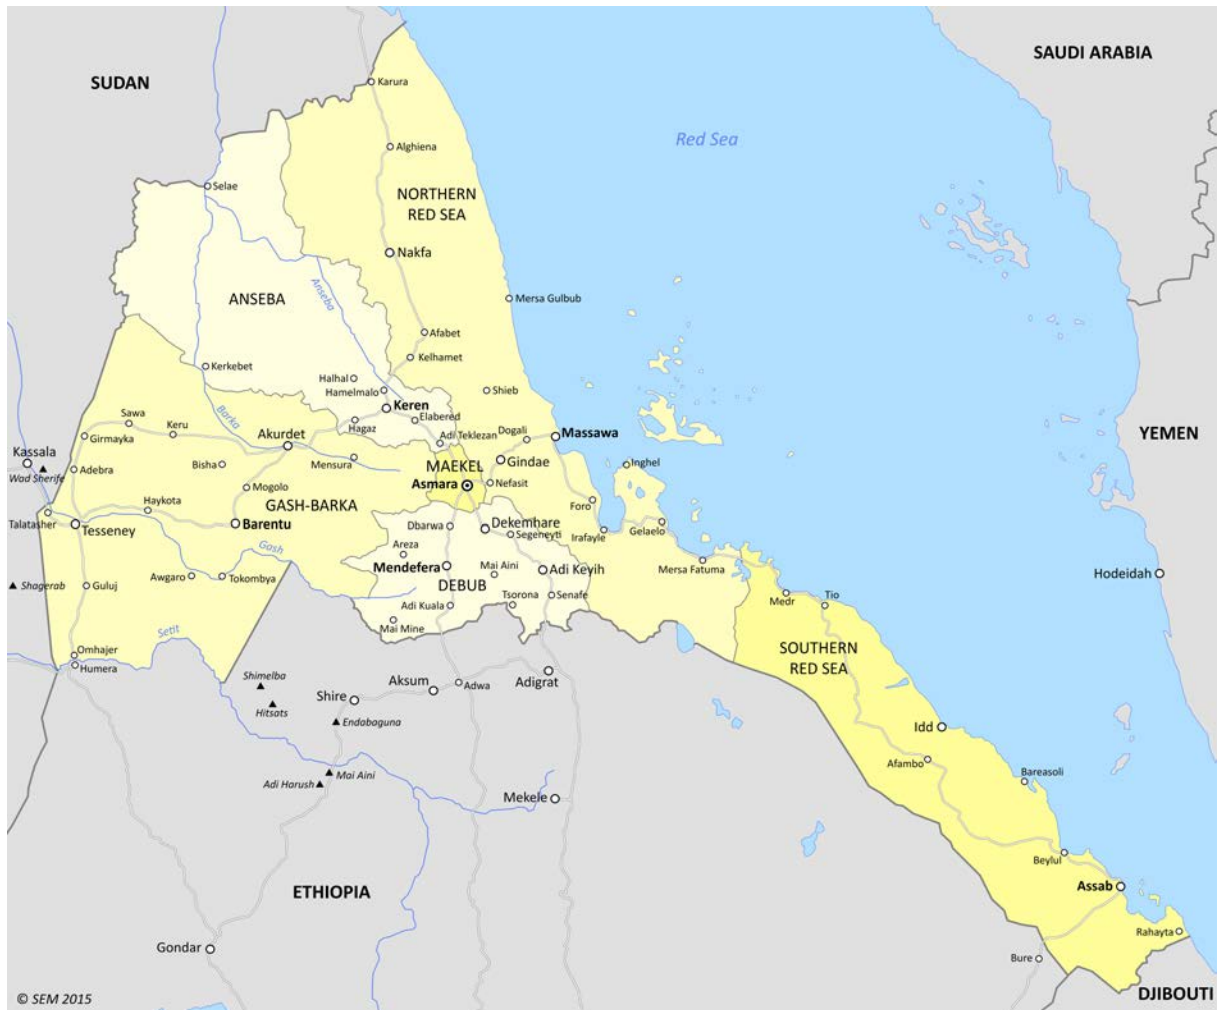 SUDAN
SAUDI ARABIA
Karura
Red Sea
Alghiena
Selae
NORTHERN
RED SEA
Nakfa
ANSEBA
Anseba
Mersa Gulbub
Afabet
Kelhamet
Kerkebet
Halhal
Hamelmalo
Shieb
Keren
Barka
Sawa
Keru
Hagaz
Elabered
Girmayka
Akurdet
Adi Teklezan
Dogali
Massawa
YEMEN
Kassala
Wad Sherife
Adebra
Bisha
Mensura
MAEKEL
Gindae
Inghel
Asmara
Nefasit
Mogolo
Haykota
GASH-BARKA
Foro
Talatasher
Tesseney
Barentu
Dbarwa
Dekemhare
Segeneyti
Irafayle
Gelaelo
Gash
Areza
Mersa Fatuma
Mendefera
Mai Aini
Adi Keyih
Hodeidah
Shagerab
Guluj
Awgaro
Tokombya
DEBUB
Adi Kuala
Tsorona
Senafe
Medr
Tio
Mai Mine
Setit
Omhajer
Humera
SOUTHERN
RED SEA
Shimelba
Shire
Aksum
Adwa
Adigrat
Hitsats
Endabaguna
Idd
Afambo
Mai Aini
Adi Harush
Bareasoli
Mekele
Beylul
ETHIOPIA
Assab
Rahayta
Gondar
Bure
© SEM 2015
DJIBOUTI